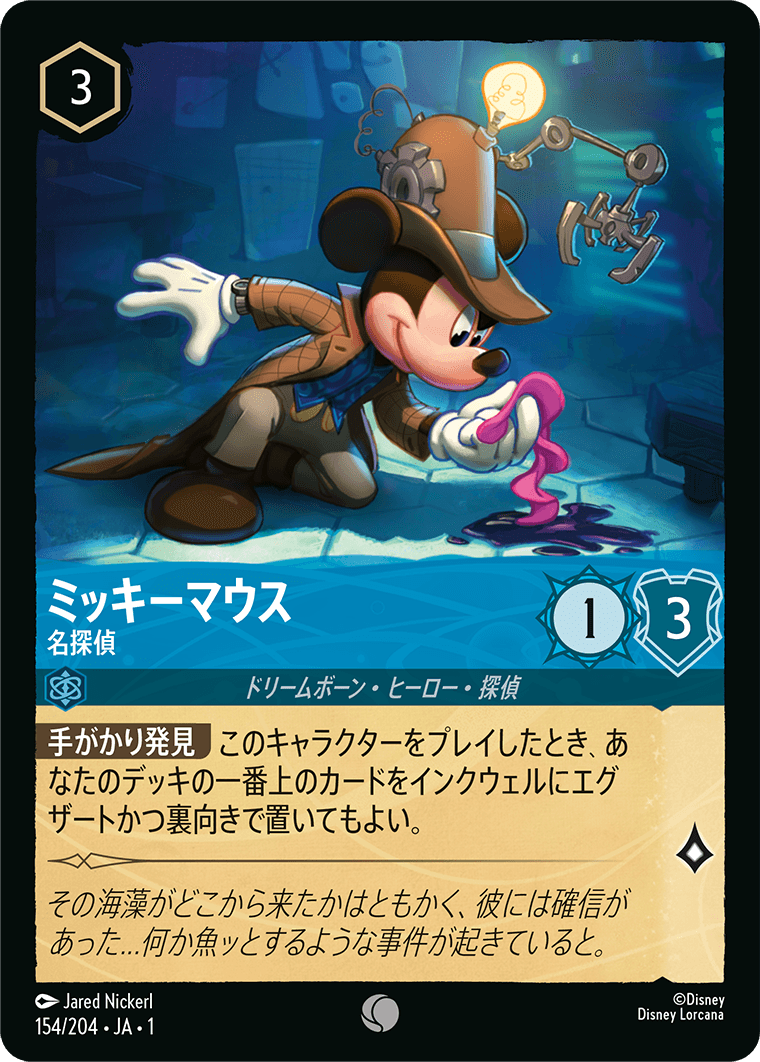 3
ミッキーマウス
名探偵
1
3
ドリームボーン・ヒーロー・探偵
手がかり発見 このキャラクターをプレイしたとき、あ
なたのデッキの一番上のカードをインクウェルにエグ
ザートかつ裏向きで置いてもよい。
その海藻がどこから来たかはともかく、彼には確信が
あった…何か魚ッとするような事件が起きていると。
Jared Nickerl
154/204・JA・1
©Disney
Disney Lorcana